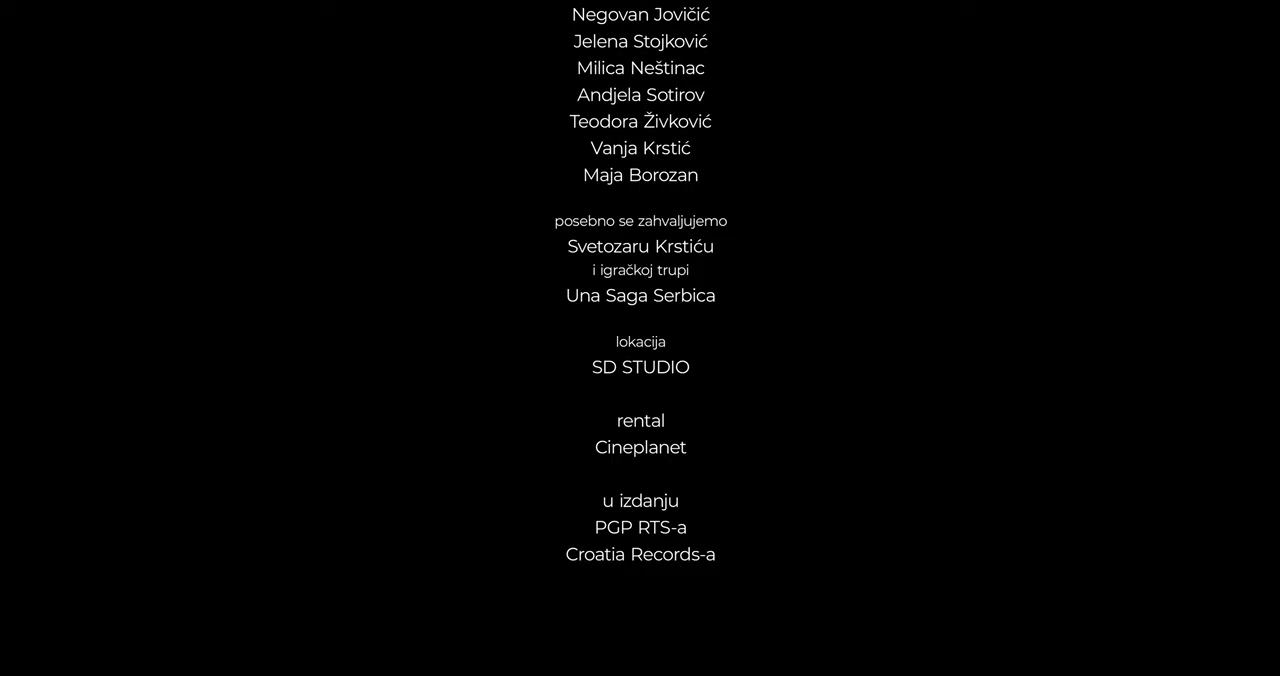 Negovan Jovičić
Jelena Stojković
Milica Neštinac
Andjela Sotirov
Teodora Živković
Vanja Krstić
Maja Borozan
posebno se zahvaljujemo
Svetozaru Krstiću
i igračkoj trupi
Una Saga Serbica
lokacija
SD STUDIO
rental
Cineplanet
u izdanju
PGP RTS-a
Croatia Records-a